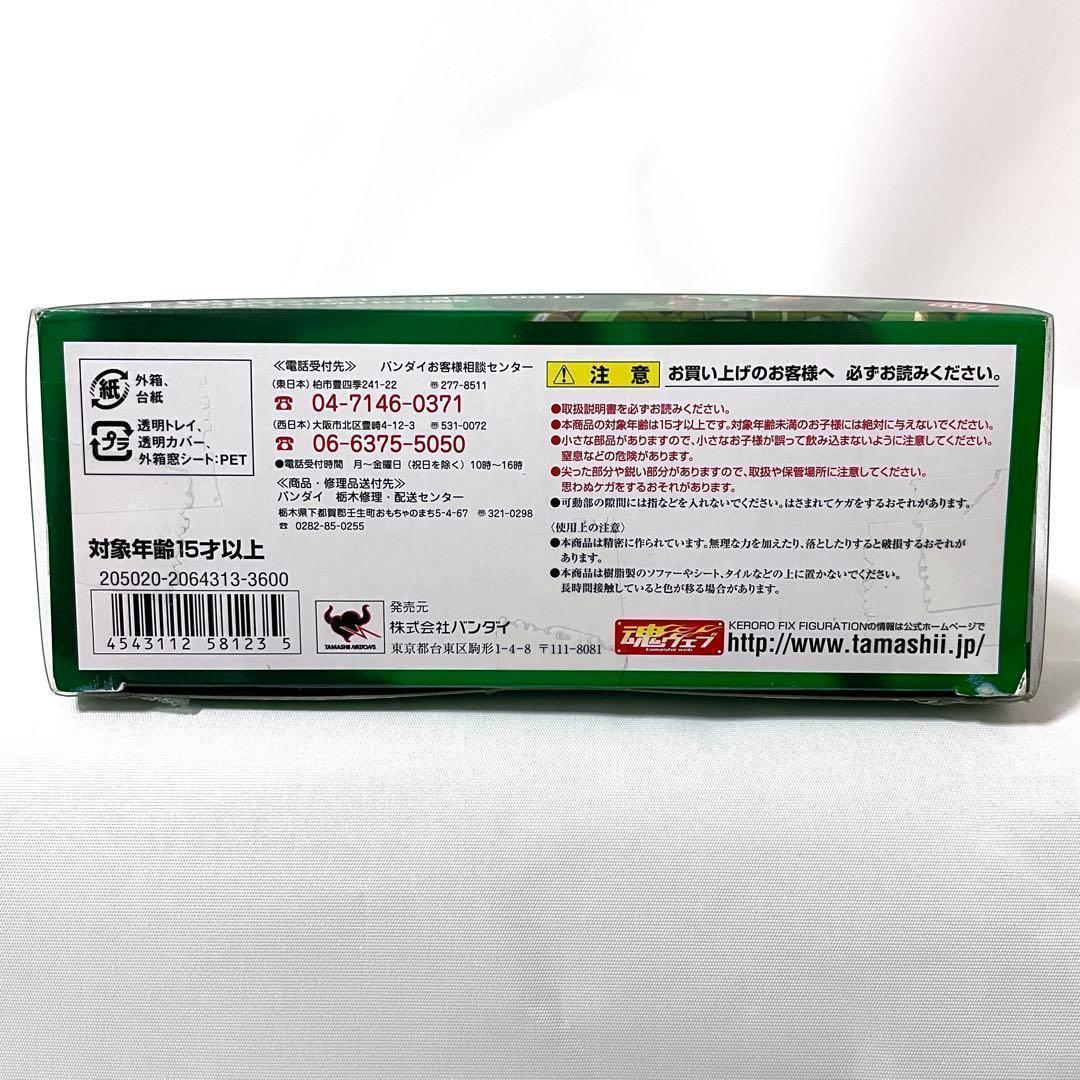 紙
外箱、
台紙
プラ
透明トレイ、
透明カバー、
外箱窓シート:PET
対象年齢15才以上
205020-2064313-3600
4543112 58123 5
≪電話受付先≫ バンダイお客様相談センター
(東日本) 柏市豊四季241-22 〠277-8511
☎ 04-7146-0371
(西日本) 大阪市北区豊崎4-12-3 〠531-0072
☎ 06-6375-5050
●電話受付時間 月〜金曜日(祝日を除く)10時〜16時
≪商品・修理品送付先≫
バンダイ 栃木修理・配送センター
栃木県下都賀郡壬生町おもちゃのまち5-4-67 〠321-0298
☎ 0282-85-0255
TAMASHII NATIONS
発売元
株式会社バンダイ
東京都台東区駒形1-4-8 〒111-8081
注意 お買い上げのお客様へ 必ずお読みください。
●取扱説明書を必ずお読みください。
●本商品の対象年齢は15才以上です。対象年齢未満のお子様には絶対に与えないでください。
●小さな部品がありますので、小さなお子様が誤って飲み込まないように注意してください。
窒息などの危険があります。
●尖った部分や鋭い部分がありますので、取扱や保管場所に注意してください。
思わぬケガをするおそれがあります。
●可動部の隙間には指などを入れないでください。はさまれてケガをするおそれがあります。
〈使用上の注意〉
●本商品は精密に作られています。無理な力を加えたり、落としたりすると破損するおそれが
あります。
●本商品は樹脂製のソファーやシート、タイルなどの上に置かないでください。
長時間接触していると色が移る場合があります。
魂ウェブ
tamashii web
KERORO FIX FIGURATIONの情報は公式ホームページで
http://www.tamashii.jp/